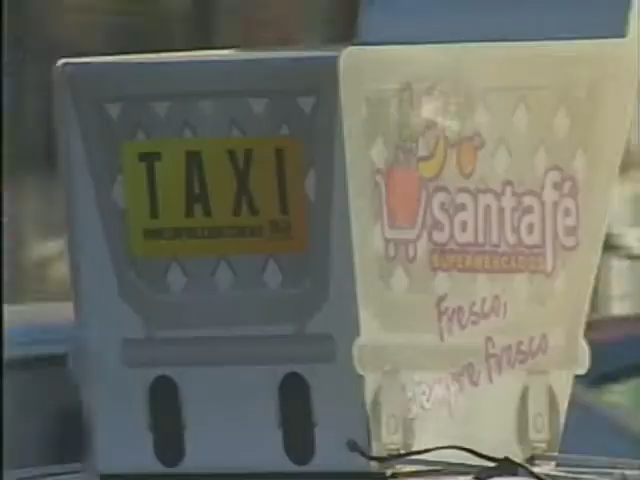 TAXI
santafé
SUPERMERCADOS
Fresco,
siempre fresco